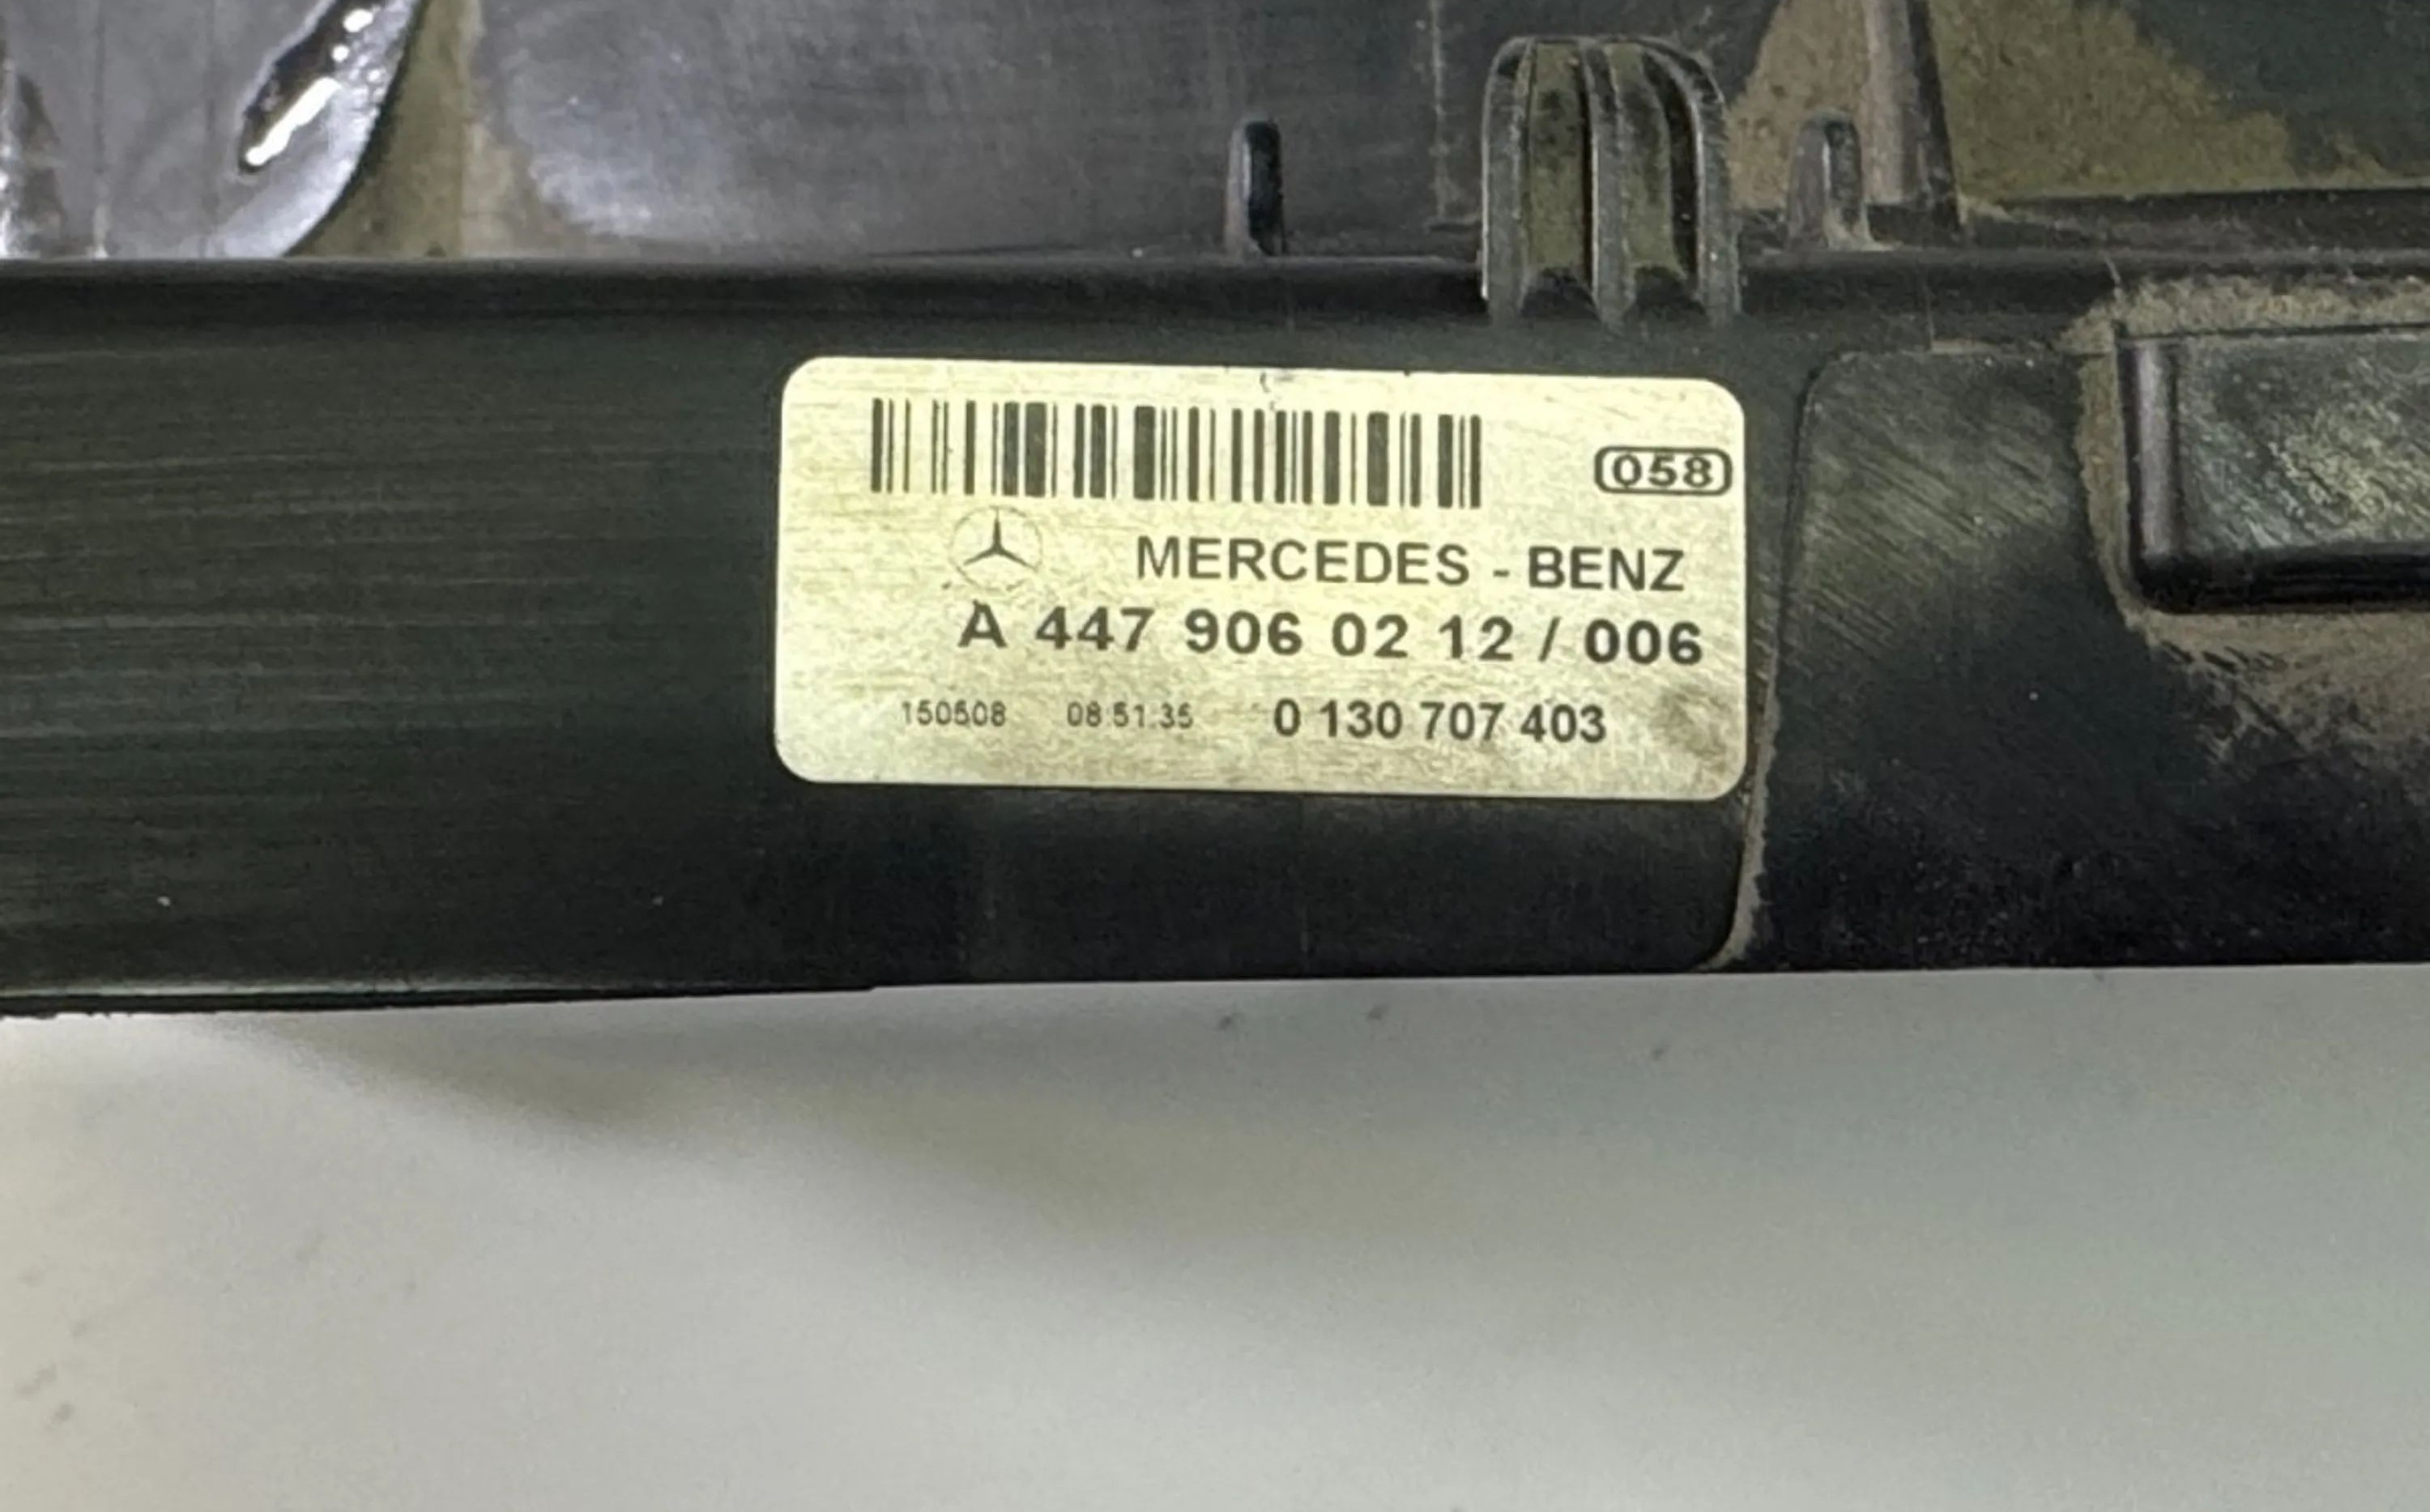 058
MERCEDES - BENZ
A 447 906 02 12 / 006
150508 08:51:35 0 130 707 403